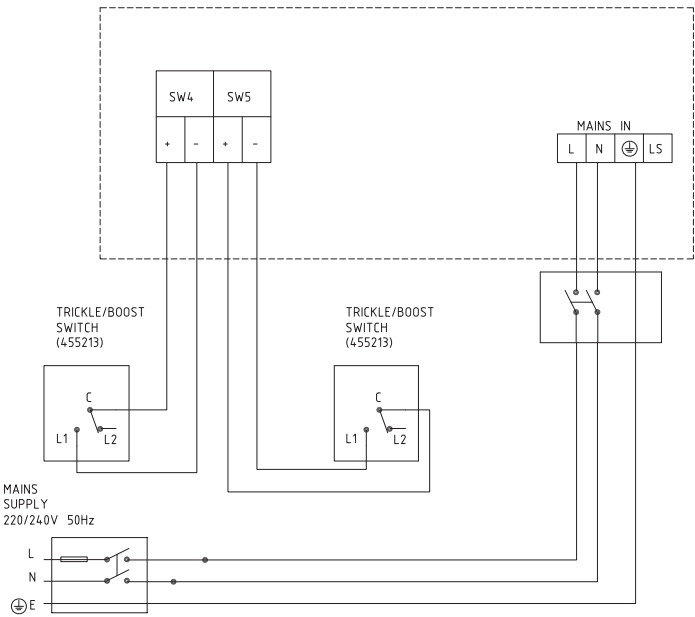 SW4 SW5
+ - + -
MAINS IN
L N LS
TRICKLE/BOOST
SWITCH
(455213)
C
L1 L2
TRICKLE/BOOST
SWITCH
(455213)
C
L1 L2
MAINS
SUPPLY
220/240V 50Hz
L
N
E